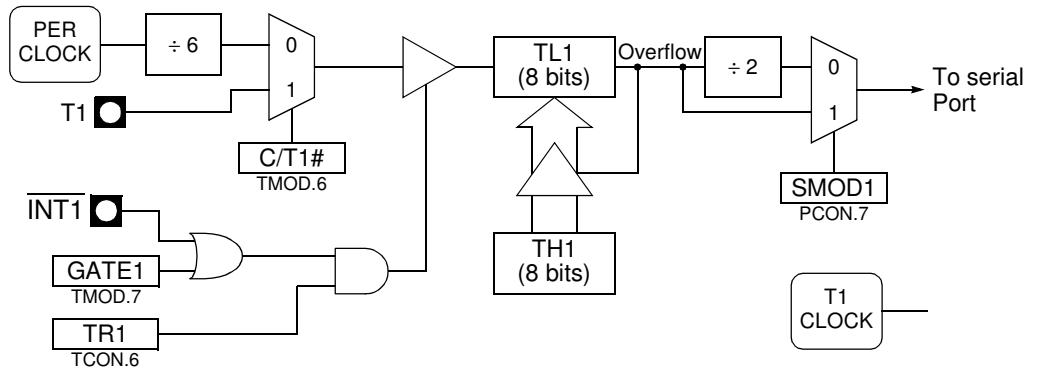 PER
CLOCK
÷ 6
0
1
T1
C/T1#
TMOD.6
INT1
GATE1
TMOD.7
TR1
TCON.6
TL1
(8 bits)
Overflow
÷ 2
0
1
To serial
Port
SMOD1
PCON.7
TH1
(8 bits)
T1
CLOCK